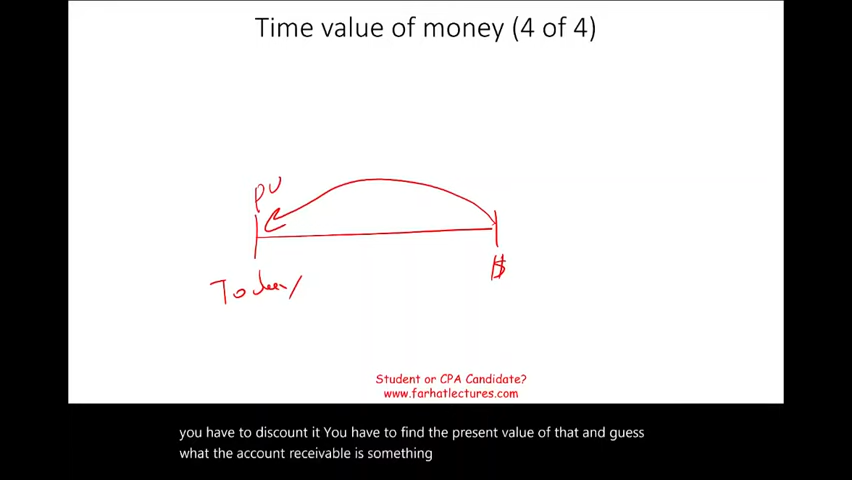 Time value of money (4 of 4)
PV
Today
$
Student or CPA Candidate?
www.farhatlectures.com
you have to discount it You have to find the present value of that and guess
what the account receivable is something